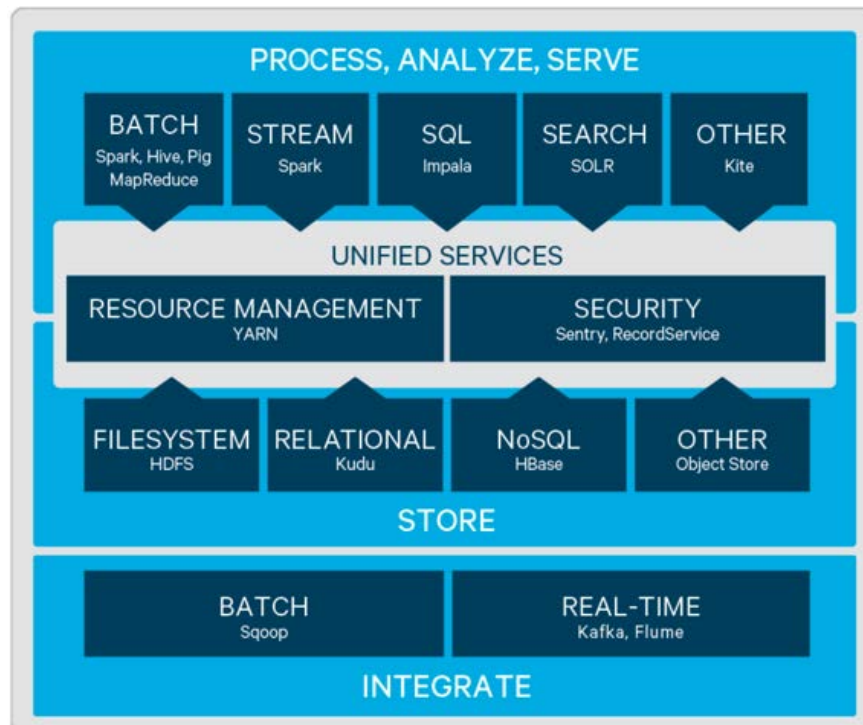 PROCESS, ANALYZE, SERVE
BATCH
Spark, Hive, Pig
MapReduce
STREAM
Spark
SQL
Impala
SEARCH
SOLR
OTHER
Kite
UNIFIED SERVICES
RESOURCE MANAGEMENT
YARN
SECURITY
Sentry, RecordService
FILESYSTEM
HDFS
RELATIONAL
Kudu
NoSQL
HBase
OTHER
Object Store
STORE
BATCH
Sqoop
REAL-TIME
Kafka, Flume
INTEGRATE